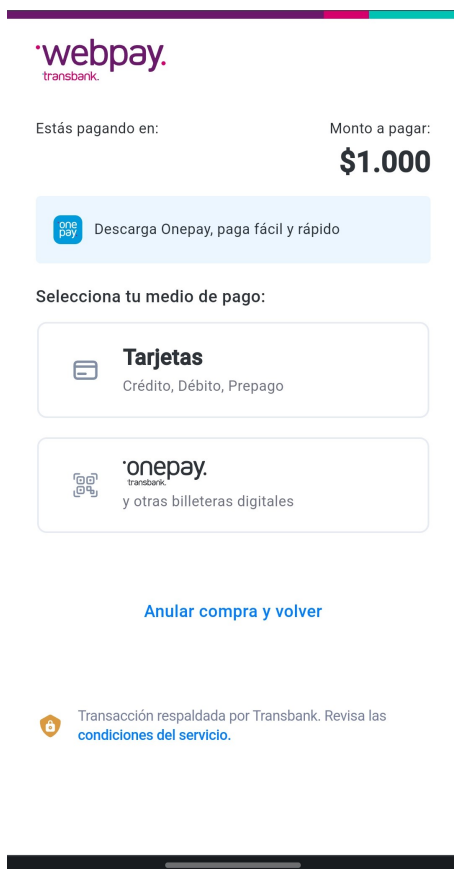 webpay.
transbank.
Estás pagando en:
Monto a pagar:
$1.000
one
pay
Descarga Onepay, paga fácil y rápido
Selecciona tu medio de pago:
Tarjetas
Crédito, Débito, Prepago
onepay.
transbank.
y otras billeteras digitales
Anular compra y volver
Transacción respaldada por Transbank. Revisa las
condiciones del servicio.